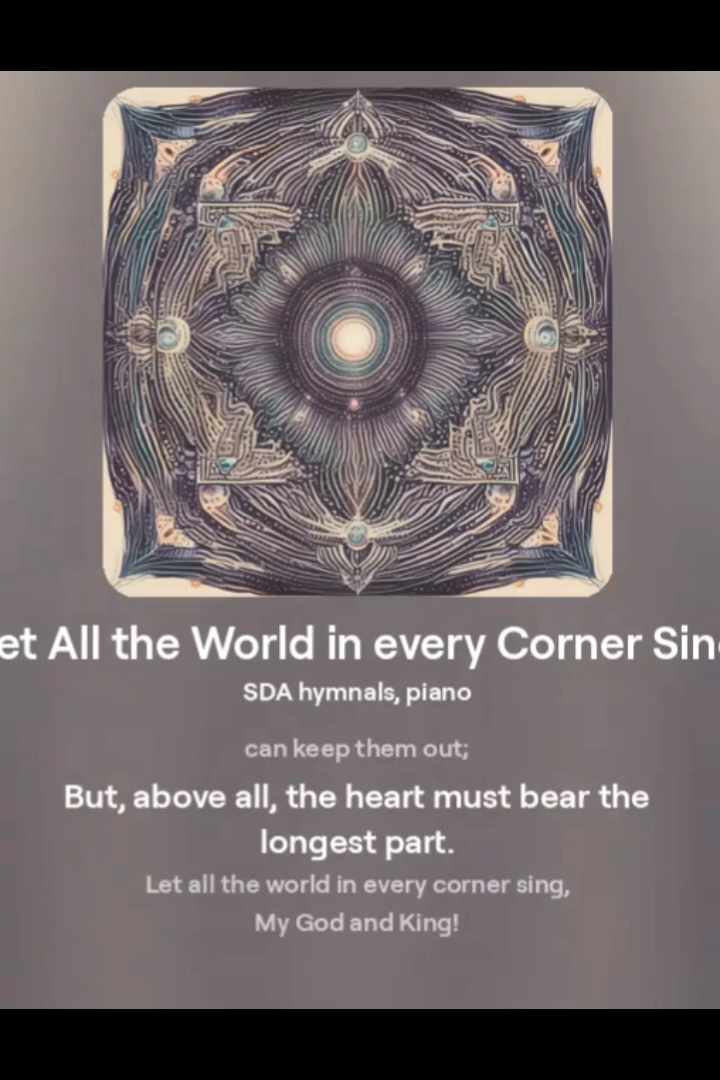 et All the World in every Corner Sin
SDA hymnals, piano
can keep them out;
But, above all, the heart must bear the
longest part.
Let all the world in every corner sing,
My God and King!